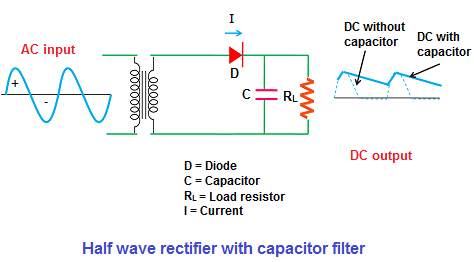 AC input
+
-
I
D
C
RL
DC without
capacitor
DC with
capacitor
DC output
D = Diode
C = Capacitor
RL = Load resistor
I = Current
Half wave rectifier with capacitor filter